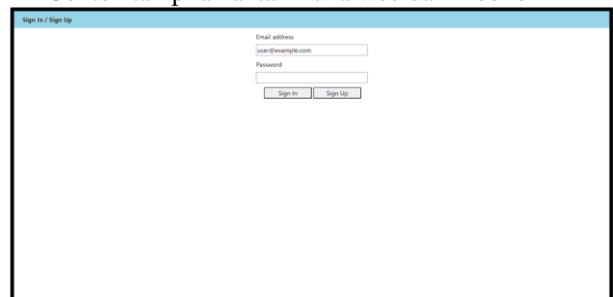 Sign In / Sign Up
Email address
user@example.com
Password
Sign In Sign Up